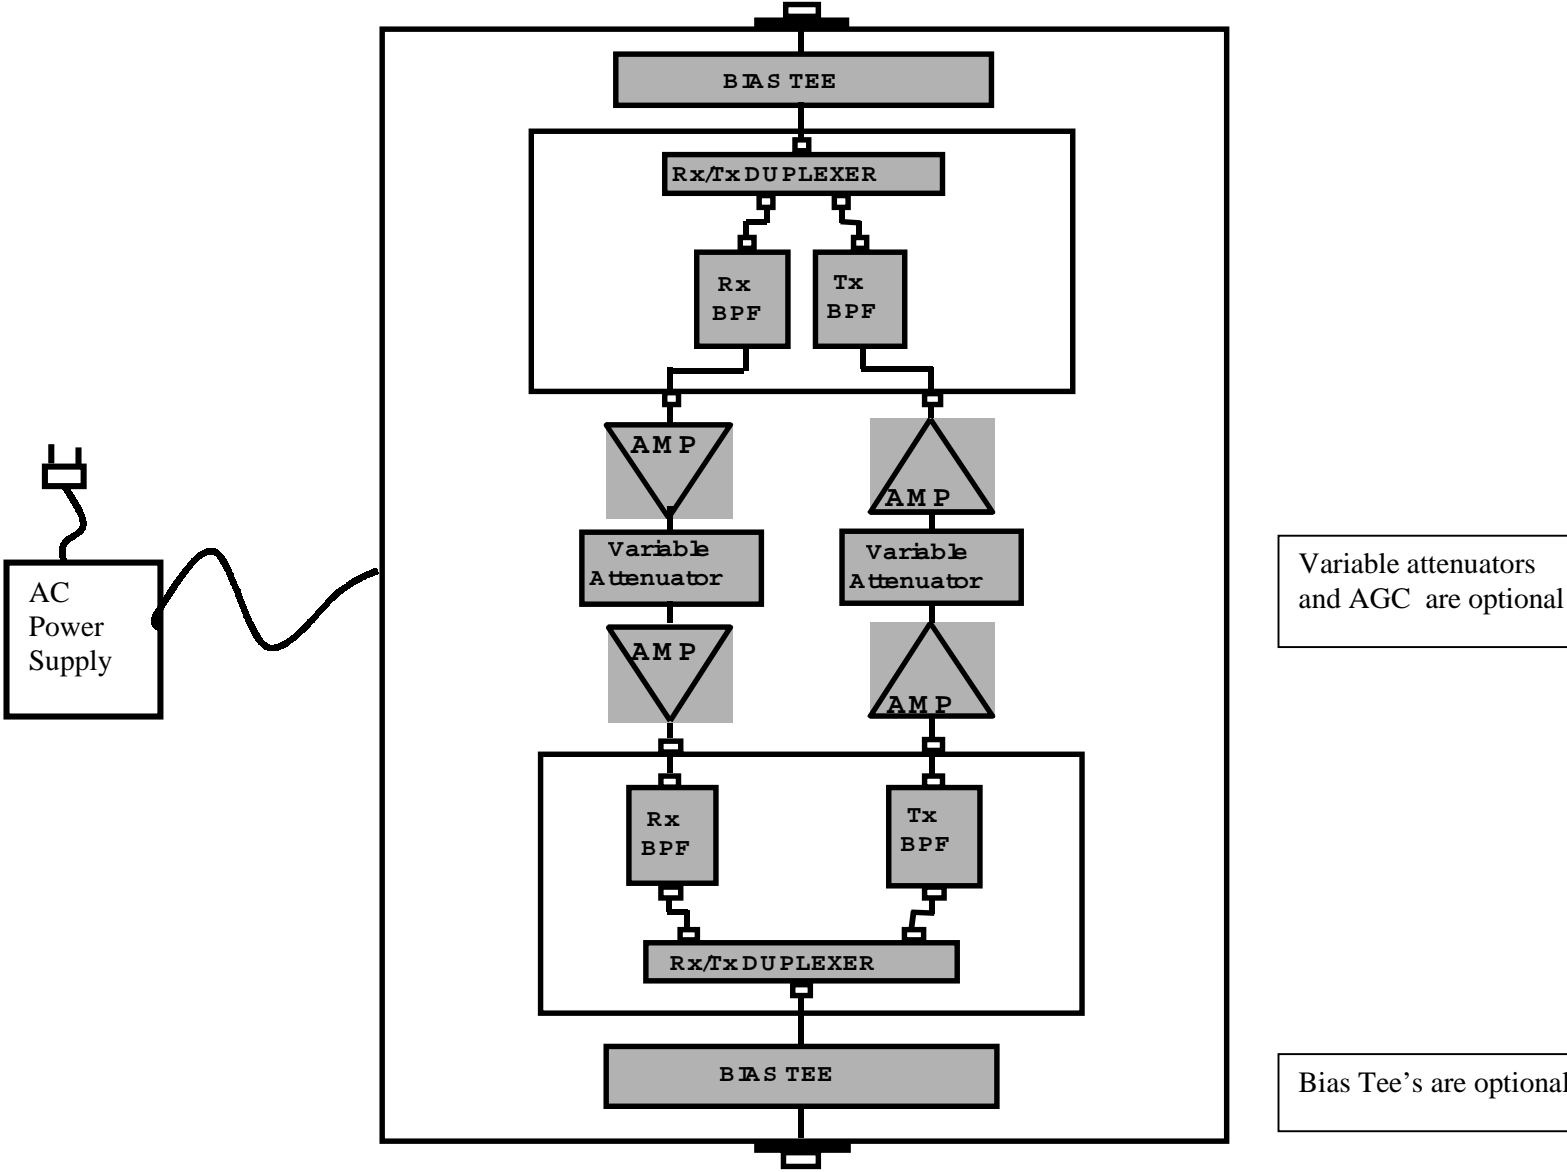 BIAS TEE
Rx/Tx DUPLEXER
Rx
BPF
Tx
BPF
AMP
AMP
Variable
Attenuator
Variable
Attenuator
AC
Power
Supply
Variable attenuators
and AGC are optional
AMP
AMP
Rx
BPF
Tx
BPF
Rx/Tx DUPLEXER
BIAS TEE
Bias Tee’s are optional